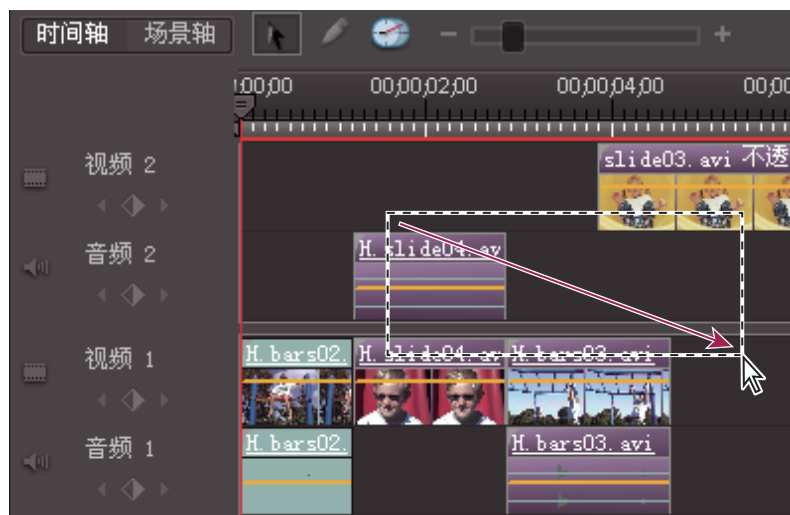 时间轴 场景轴
00;00 00;00;02;00 00;00;04;00 00;00
视频 2
slide03.avi 不透
音频 2
H.slide04.av
视频 1
H.bars02. H.slide04.av H.bars03.avi
音频 1
H.bars02. H.bars03.avi